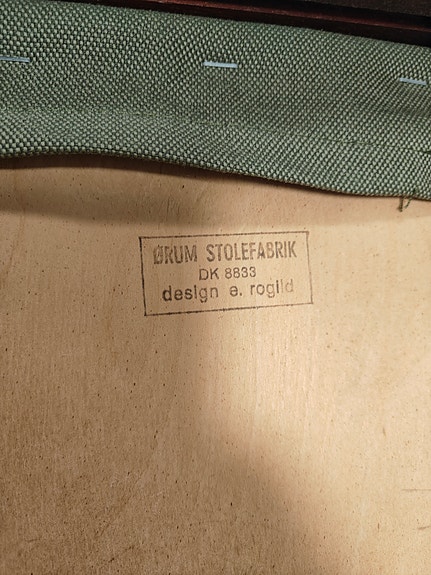 ØRUM STOLEFABRIK
DK 8833
design e. rogild